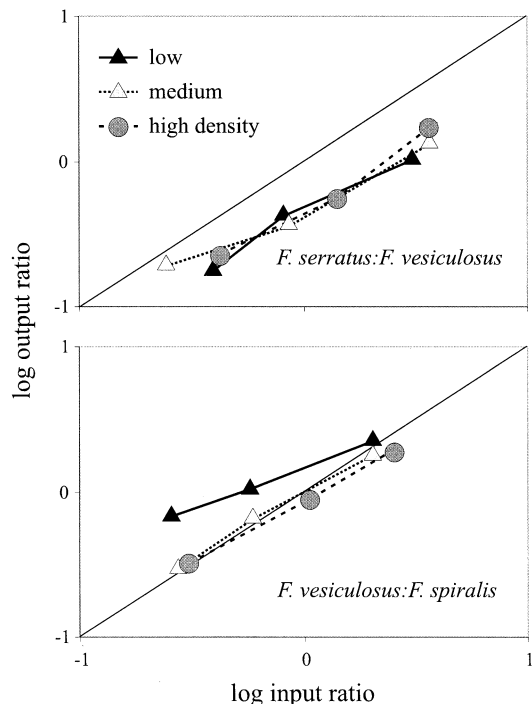 1
low
medium
high density
0
F. serratus:F. vesiculosus
-1
log output ratio
1
0
F. vesiculosus:F. spiralis
-1
-1
0
1
log input ratio